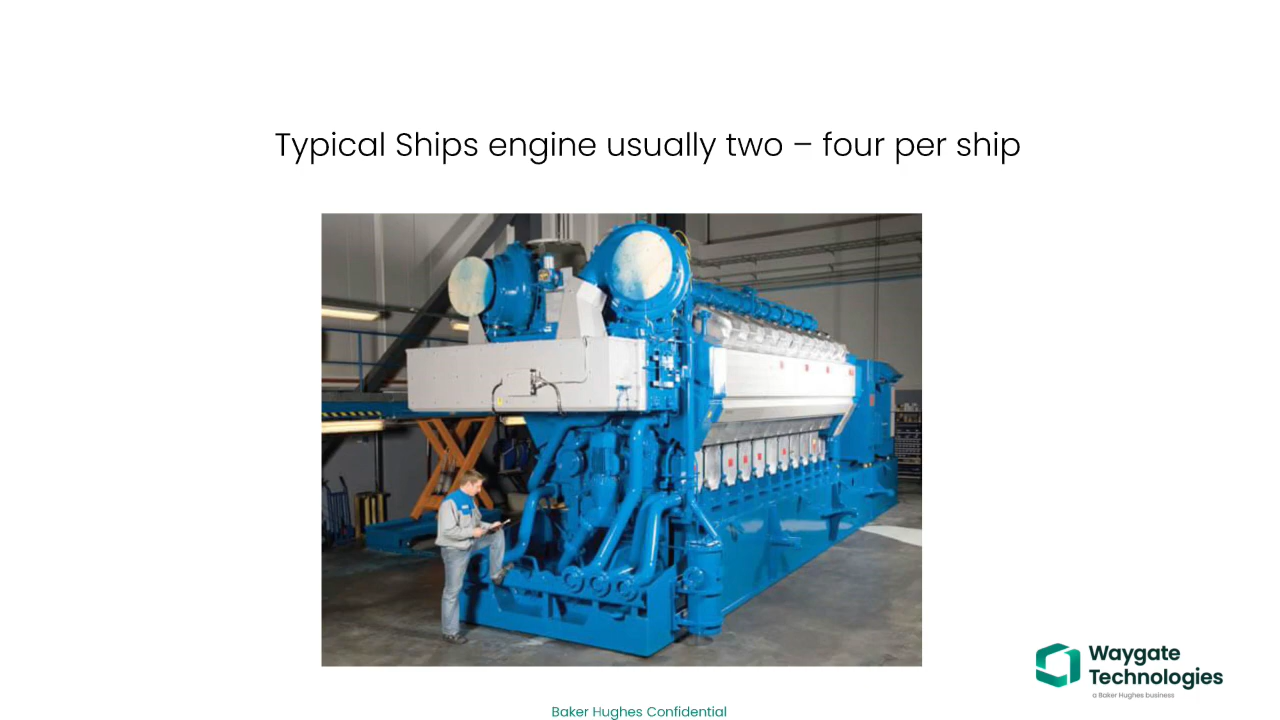 Typical Ships engine usually two – four per ship
Waygate
Technologies
a Baker Hughes business
Baker Hughes Confidential